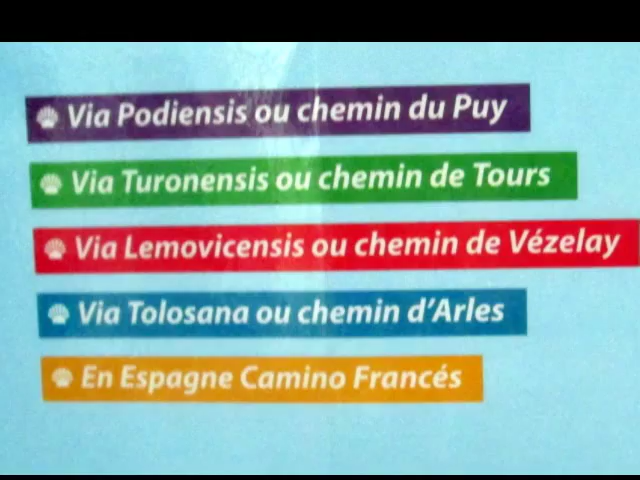 Via Podiensis ou chemin du Puy
Via Turonensis ou chemin de Tours
Via Lemovicensis ou chemin de Vézelay
Via Tolosana ou chemin d'Arles
En Espagne Camino Francés